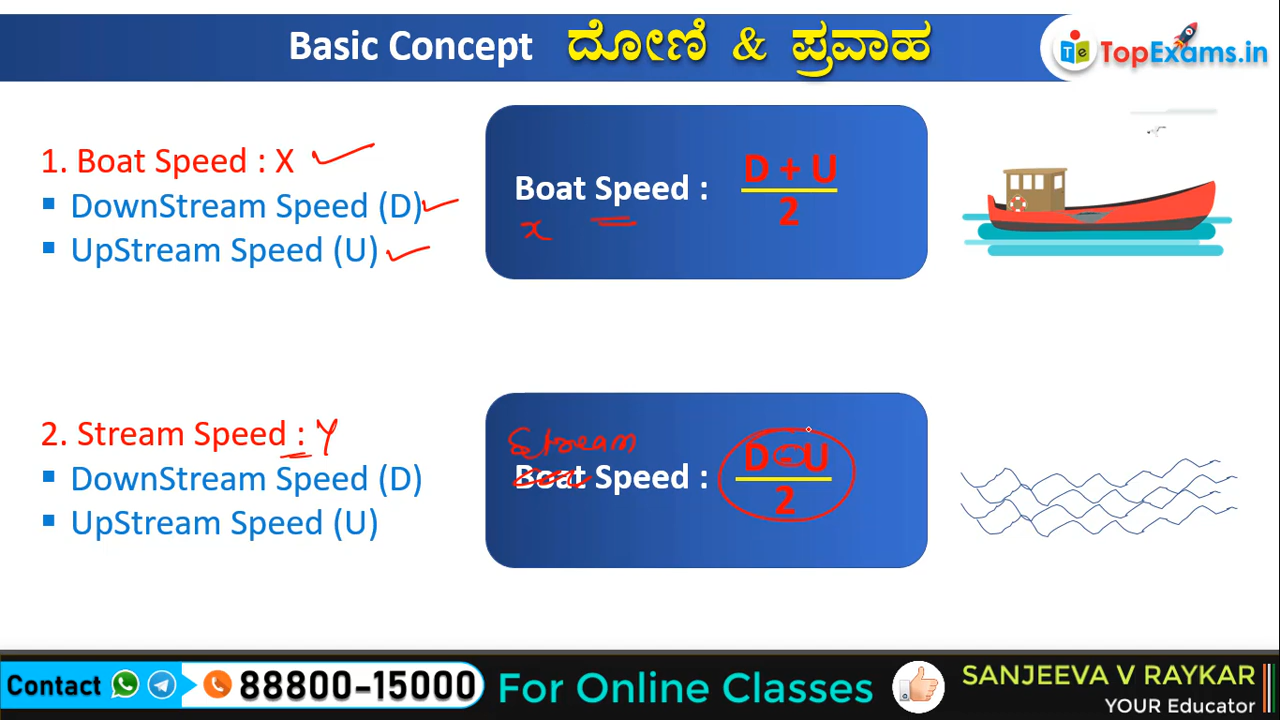 Basic Concept ದೋಣಿ & ಪ್ರವಾಹ
Te TopExams.in
1. Boat Speed : X
▪ DownStream Speed (D)
▪ UpStream Speed (U)
Boat Speed : D + U
2
x
2. Stream Speed : Y
▪ DownStream Speed (D)
▪ UpStream Speed (U)
Stream
Boat Speed : D - U
2
Contact 88800-15000 For Online Classes
SANJEEVA V RAYKAR
YOUR Educator